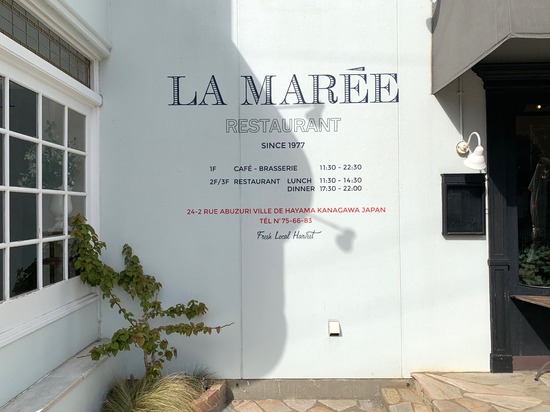 LA MARÉE
RESTAURANT
SINCE 1977
1F CAFÉ - BRASSERIE 11:30 - 22:30
2F/3F RESTAURANT LUNCH 11:30 - 14:30
DINNER 17:30 - 22:00
24-2 RUE ABUZURI VILLE DE HAYAMA KANAGAWA JAPAN
TÉL N°75-66-83
Fresh Local Harvest